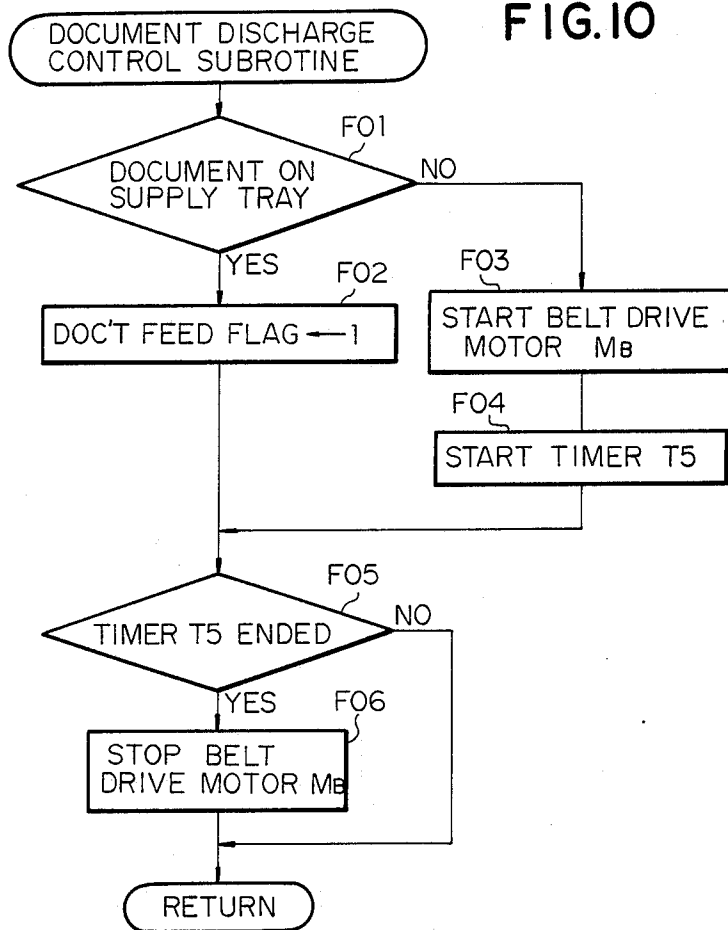 FIG.10
DOCUMENT DISCHARGE
CONTROL SUBROTINE
F01
DOCUMENT ON
SUPPLY TRAY
NO
YES
F02
DOC'T FEED FLAG ← 1
F03
START BELT DRIVE
MOTOR MB
F04
START TIMER T5
F05
TIMER T5 ENDED
NO
YES
F06
STOP BELT
DRIVE MOTOR MB
RETURN